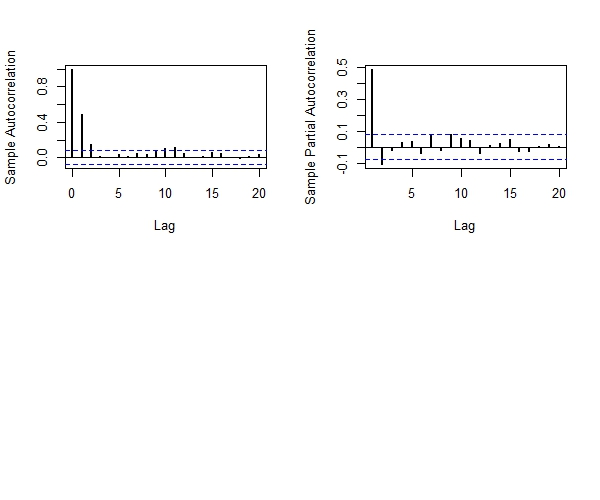 Sample Autocorrelation
0.0 0.4 0.8
0 5 10 15 20
Lag
Sample Partial Autocorrelation
-0.1 0.1 0.3 0.5
5 10 15 20
Lag